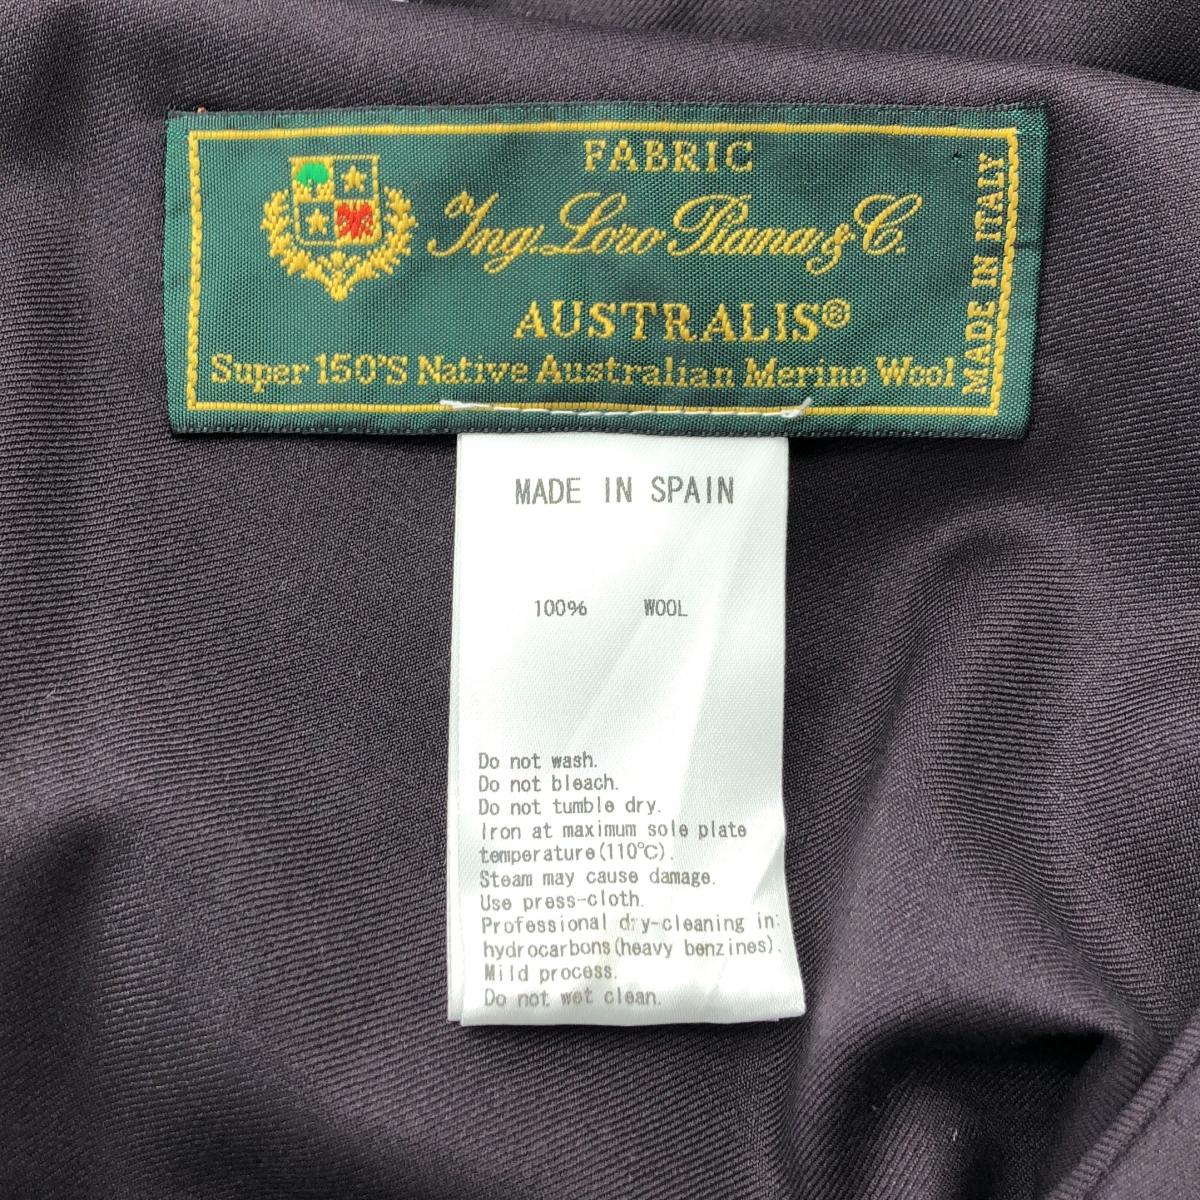 FABRIC
Ing. Loro Piana & C.
AUSTRALIS®
Super 150'S Native Australian Merino Wool
MADE IN ITALY
MADE IN SPAIN
100% WOOL
Do not wash.
Do not bleach.
Do not tumble dry.
Iron at maximum sole plate
temperature(110℃).
Steam may cause damage.
Use press-cloth.
Professional dry-cleaning in:
hydrocarbons(heavy benzines).
Mild process.
Do not wet clean.